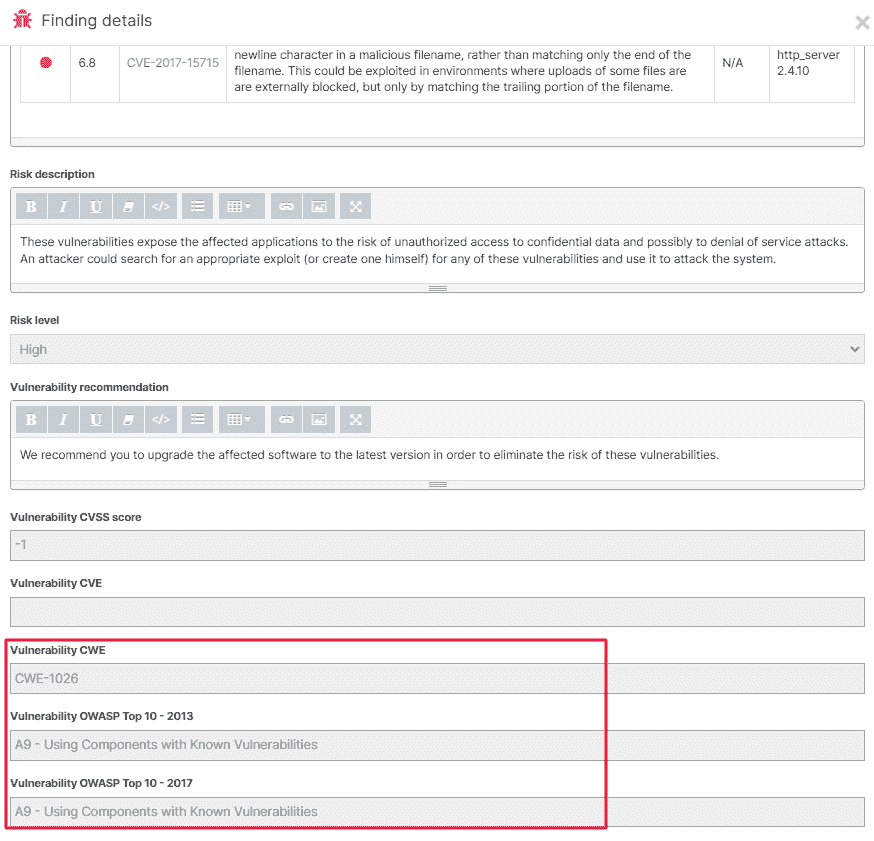 Finding details
6.8
CVE-2017-15715
newline character in a malicious filename, rather than matching only the end of the
filename. This could be exploited in environments where uploads of some files are
are externally blocked, but only by matching the trailing portion of the filename.
N/A
http_server
2.4.10
Risk description
B I U </>
These vulnerabilities expose the affected applications to the risk of unauthorized access to confidential data and possibly to denial of service attacks.
An attacker could search for an appropriate exploit (or create one himself) for any of these vulnerabilities and use it to attack the system.
Risk level
High
Vulnerability recommendation
B I U </>
We recommend you to upgrade the affected software to the latest version in order to eliminate the risk of these vulnerabilities.
Vulnerability CVSS score
-1
Vulnerability CVE
Vulnerability CWE
CWE-1026
Vulnerability OWASP Top 10 - 2013
A9 - Using Components with Known Vulnerabilities
Vulnerability OWASP Top 10 - 2017
A9 - Using Components with Known Vulnerabilities